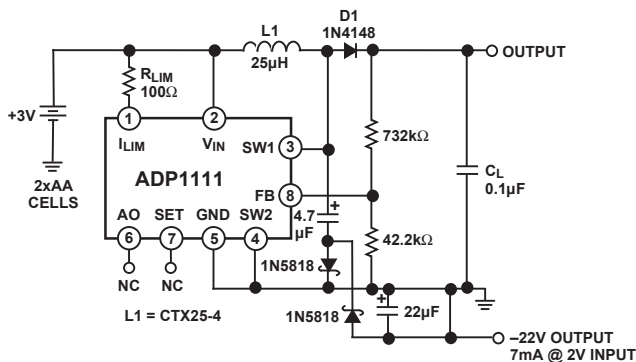 D1
1N4148
L1
25µH
OUTPUT
RLIM
100Ω
+3V
1
2
ILIM
VIN
SW1
3
732kΩ
ADP1111
FB
8
CL
0.1µF
4.7
µF
AO
SET
GND
SW2
6
7
5
4
42.2kΩ
1N5818
NC
NC
2xAA
CELLS
L1 = CTX25-4
1N5818
22µF
–22V OUTPUT
7mA @ 2V INPUT
+
+